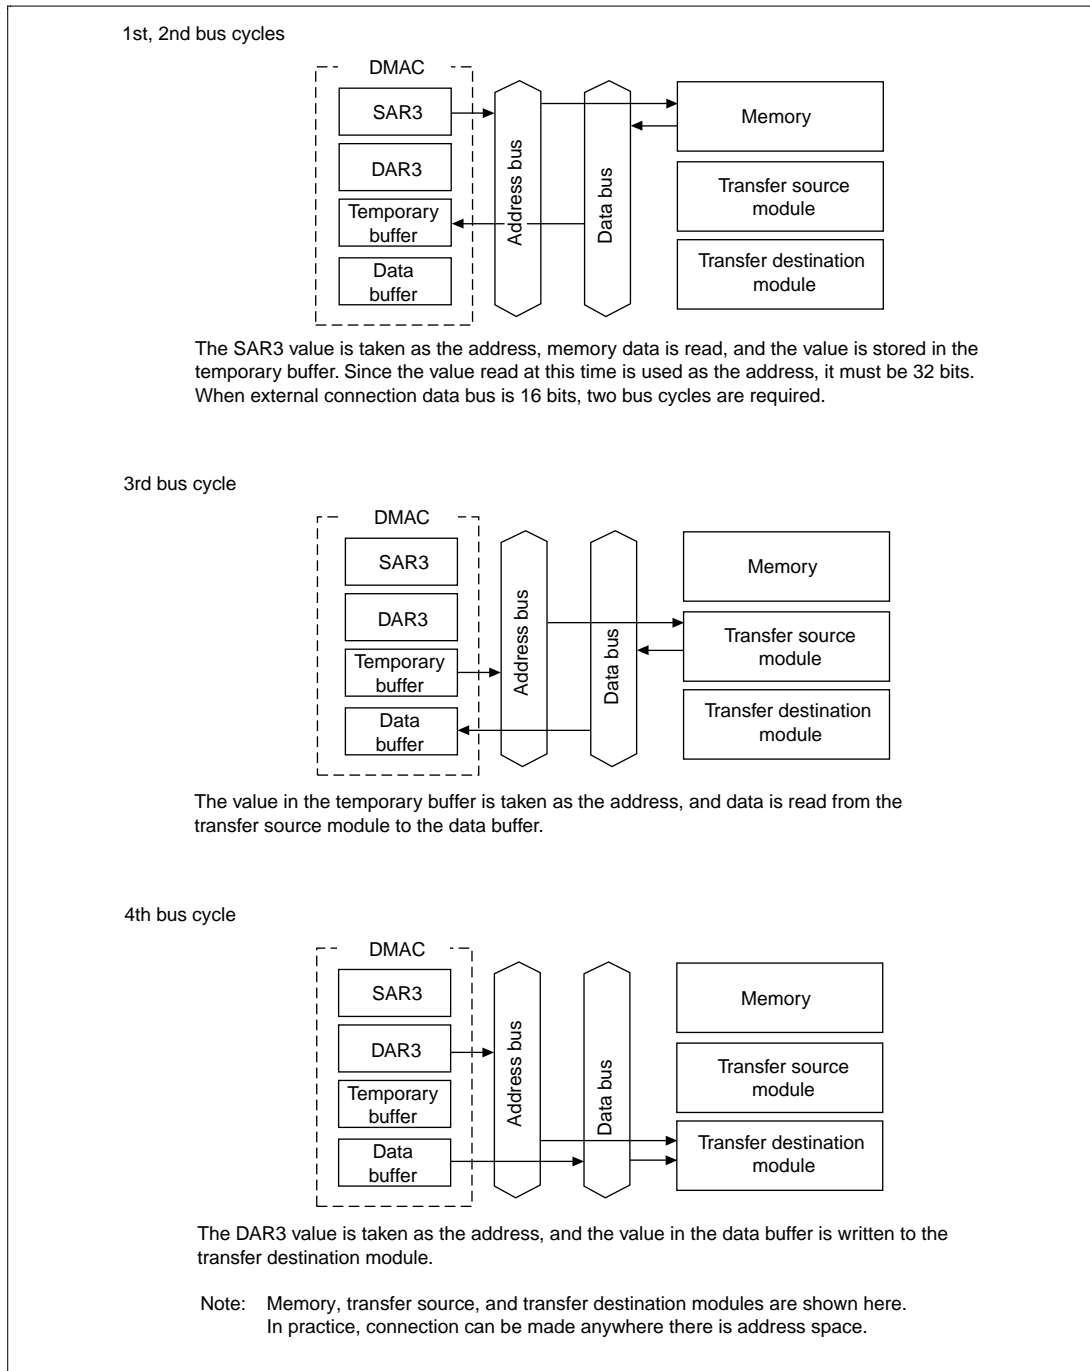 1st, 2nd bus cycles
DMAC
SAR3
DAR3
Temporary
buffer
Data
buffer
Address bus
Data bus
Memory
Transfer source
module
Transfer destination
module
The SAR3 value is taken as the address, memory data is read, and the value is stored in the
temporary buffer. Since the value read at this time is used as the address, it must be 32 bits.
When external connection data bus is 16 bits, two bus cycles are required.
3rd bus cycle
DMAC
SAR3
DAR3
Temporary
buffer
Data
buffer
Address bus
Data bus
Memory
Transfer source
module
Transfer destination
module
The value in the temporary buffer is taken as the address, and data is read from the
transfer source module to the data buffer.
4th bus cycle
DMAC
SAR3
DAR3
Temporary
buffer
Data
buffer
Address bus
Data bus
Memory
Transfer source
module
Transfer destination
module
The DAR3 value is taken as the address, and the value in the data buffer is written to the
transfer destination module.
Note: Memory, transfer source, and transfer destination modules are shown here.
In practice, connection can be made anywhere there is address space.